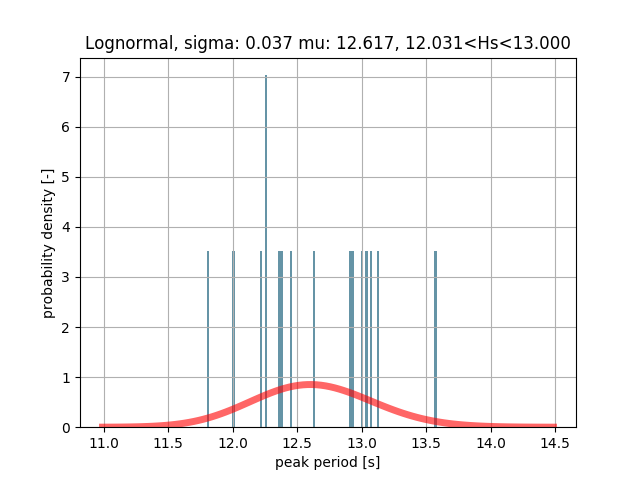 Lognormal, sigma: 0.037 mu: 12.617, 12.031<Hs<13.000
7
6
5
4
3
2
1
0
probability density [-]
11.0 11.5 12.0 12.5 13.0 13.5 14.0 14.5
peak period [s]